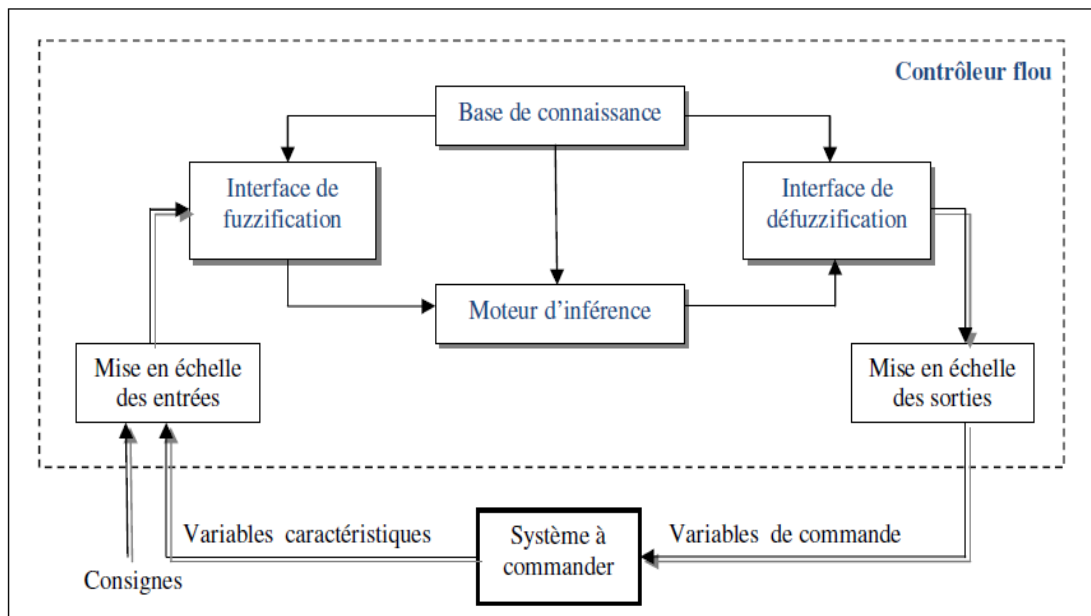 Contrôleur flou
Base de connaissance
Interface de
fuzzification
Interface de
défuzzification
Moteur d'inférence
Mise en échelle
des entrées
Mise en échelle
des sorties
Variables caractéristiques
Système à
commander
Variables de commande
Consignes